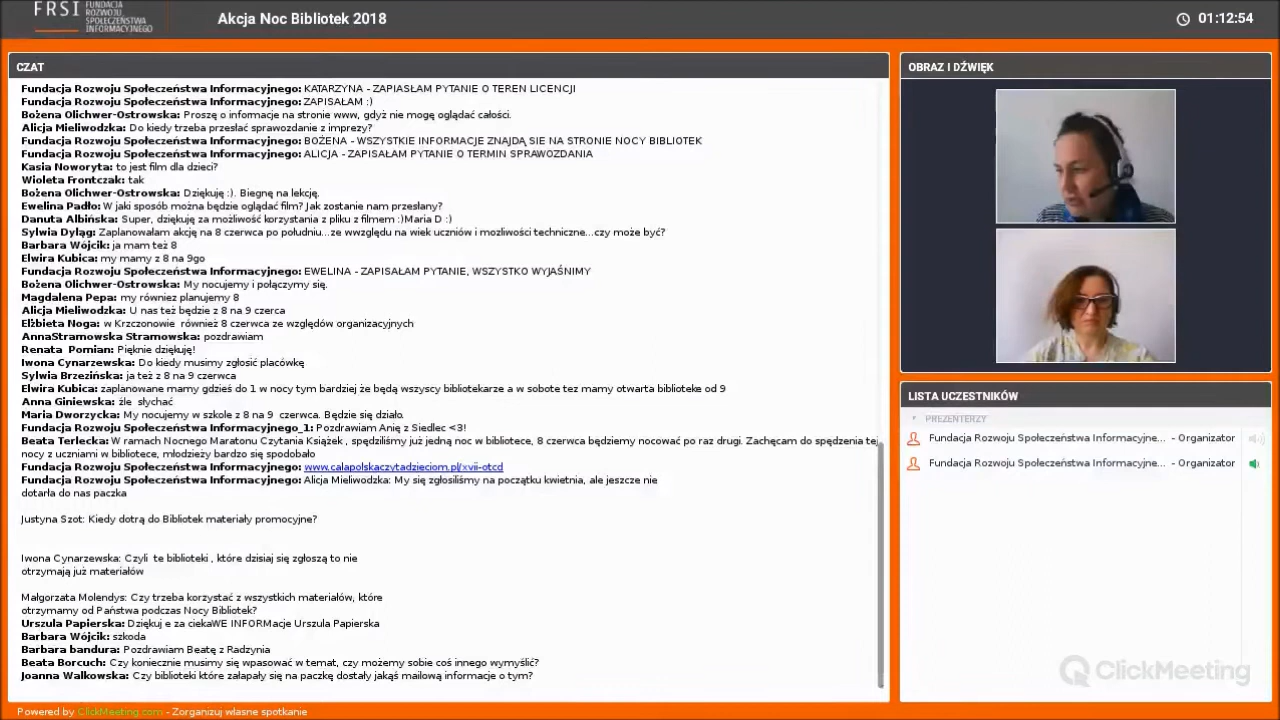 FRSI FUNDACJA
ROZWOJU
SPOŁECZEŃSTWA
INFORMACYJNEGO
Akcja Noc Bibliotek 2018
01:12:54
CZAT
Fundacja Rozwoju Społeczeństwa Informacyjnego: KATARZYNA - ZAPIASŁAM PYTANIE O TEREN LICENCJI
Fundacja Rozwoju Społeczeństwa Informacyjnego: ZAPISAŁAM :)
Bożena Olichwer-Ostrowska: Proszę o informacje na stronie www, gdyż nie mogę oglądać całości.
Alicja Mieliwodzka: Do kiedy trzeba przesłać sprawozdanie z imprezy?
Fundacja Rozwoju Społeczeństwa Informacyjnego: BOŻENA - WSZYSTKIE INFORMACJE ZNAJDĄ SIE NA STRONIE NOCY BIBLIOTEK
Fundacja Rozwoju Społeczeństwa Informacyjnego: ALICJA - ZAPISAŁAM PYTANIE O TERMIN SPRAWOZDANIA
Kasia Noworyta: to jest film dla dzieci?
Wioleta Frontczak: tak
Bożena Olichwer-Ostrowska: Dziękuję :). Biegnę na lekcję.
Ewelina Padło: W jaki sposób można będzie oglądać film? Jak zostanie nam przesłany?
Danuta Albińska: Super, dziękuję za możliwość korzystania z pliku z filmem :)Maria D :)
Sylwia Dyląg: Zaplanowałam akcję na 8 czerwca po południu...ze wwzględu na wiek uczniów i mozliwości techniczne...czy może być?
Barbara Wójcik: ja mam też 8
Elwira Kubica: my mamy z 8 na 9go
Fundacja Rozwoju Społeczeństwa Informacyjnego: EWELINA - ZAPISAŁAM PYTANIE, WSZYSTKO WYJAŚNIMY
Bożena Olichwer-Ostrowska: My nocujemy i połączymy się.
Magdalena Pepa: my równiez planujemy 8
Alicja Mieliwodzka: U nas też będzie z 8 na 9 czerca
Elżbieta Noga: w Krzczonowie  również 8 czerwca ze względów organizacyjnych
AnnaStramowska Stramowska: pozdrawiam
Renata  Pomian: Pięknie dziękuję!
Iwona Cynarzewska: Do kiedy musimy zgłosić placówkę
Sylwia Brzezińska: ja też z 8 na 9 czerwca
Elwira Kubica: zaplanowane mamy gdzieś do 1 w nocy tym bardziej że będą wszyscy bibliotekarze a w sobote tez mamy otwarta biblioteke od 9
Anna Giniewska: źle  słychać
Maria Dworzycka: My nocujemy w szkole z 8 na 9  czerwca. Będzie się działo.
Fundacja Rozwoju Społeczeństwa Informacyjnego_1: Pozdrawiam Anię z Siedlec <3!
Beata Terlecka: W ramach Nocnego Maratonu Czytania Książek , spędziliśmy już jedną noc w bibliotece, 8 czerwca będziemy nocować po raz drugi. Zachęcam do spędzenia tej
nocy z uczniami w bibliotece, młodzieży bardzo się spodobało
Fundacja Rozwoju Społeczeństwa Informacyjnego: www.calapolskaczytadzieciom.pl/xvii-otcd
Fundacja Rozwoju Społeczeństwa Informacyjnego: Alicja Mieliwodzka: My się zgłosiliśmy na początku kwietnia, ale jeszcze nie
dotarła do nas paczka
Justyna Szot: Kiedy dotrą do Bibliotek materiały promocyjne?
Iwona Cynarzewska: Czyli  te biblioteki , które dzisiaj się zgłoszą to nie
otrzymają już materiałów
Małgorzata Molendys: Czy trzeba korzystać z wszystkich materiałów, które
otrzymamy od Państwa podczas Nocy Bibliotek?
Urszula Papierska: Dziękuj e za ciekaWE INFORMacje Urszula Papierska
Barbara Wójcik: szkoda
Barbara bandura: Pozdrawiam Beatę z Radzynia
Beata Borcuch: Czy koniecznie musimy się wpasować w temat, czy możemy sobie coś innego wymyślić?
Joanna Walkowska: Czy biblioteki które załapały się na paczkę dostały jakąś mailową informacje o tym?
OBRAZ I DŹWIĘK
LISTA UCZESTNIKÓW
PREZENTERZY
Fundacja Rozwoju Społeczeństwa Informacyjne... - Organizator
Fundacja Rozwoju Społeczeństwa Informacyjne... - Organizator
ClickMeeting
Powered by ClickMeeting.com - Zorganizuj własne spotkanie